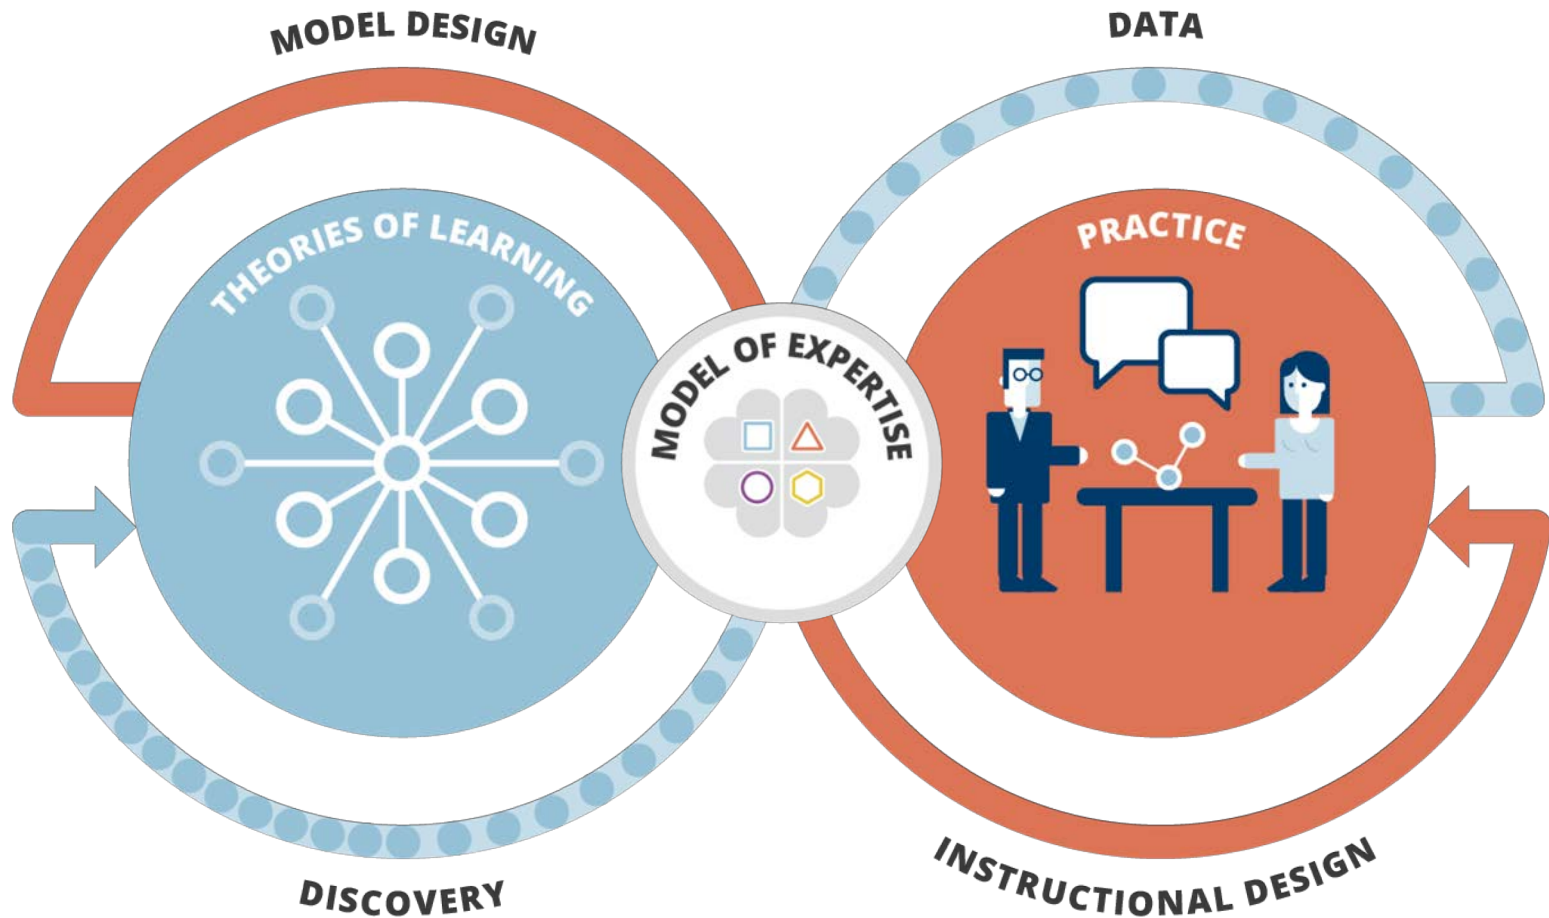 MODEL DESIGN
DATA
THEORIES OF LEARNING
PRACTICE
MODEL OF EXPERTISE
DISCOVERY
INSTRUCTIONAL DESIGN